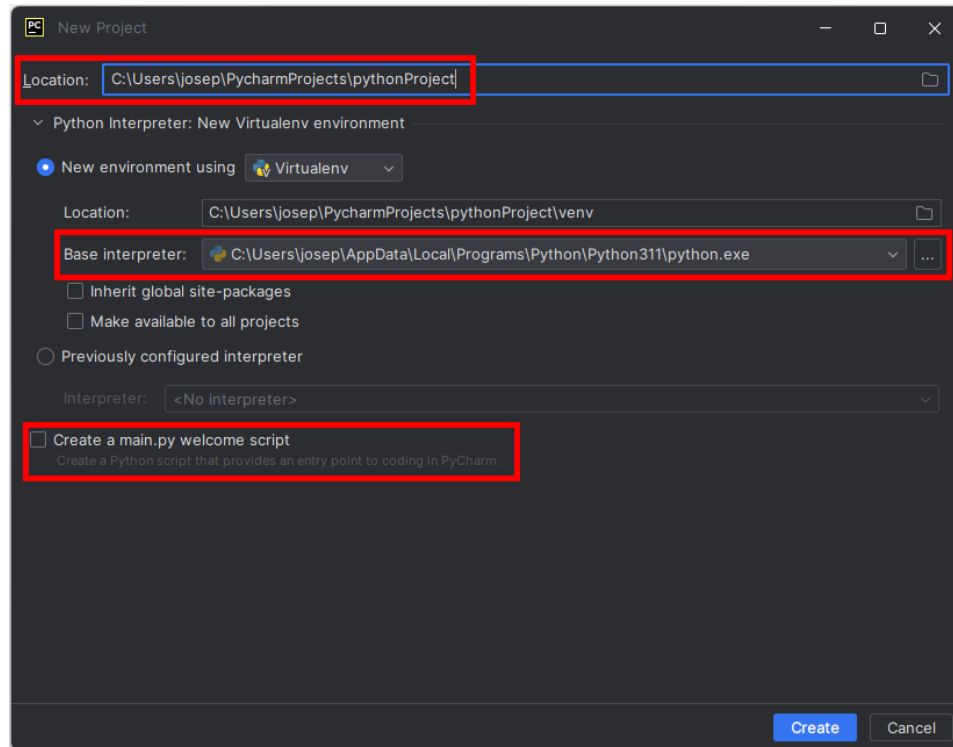 PC New Project
Location: C:\Users\josep\PycharmProjects\pythonProject
Python Interpreter: New Virtualenv environment
New environment using Virtualenv
Location: C:\Users\josep\PycharmProjects\pythonProject\venv
Base interpreter: C:\Users\josep\AppData\Local\Programs\Python\Python311\python.exe ...
Inherit global site-packages
Make available to all projects
Previously configured interpreter
Interpreter: <No interpreter>
Create a main.py welcome script
Create a Python script that provides an entry point to coding in PyCharm.
Create Cancel